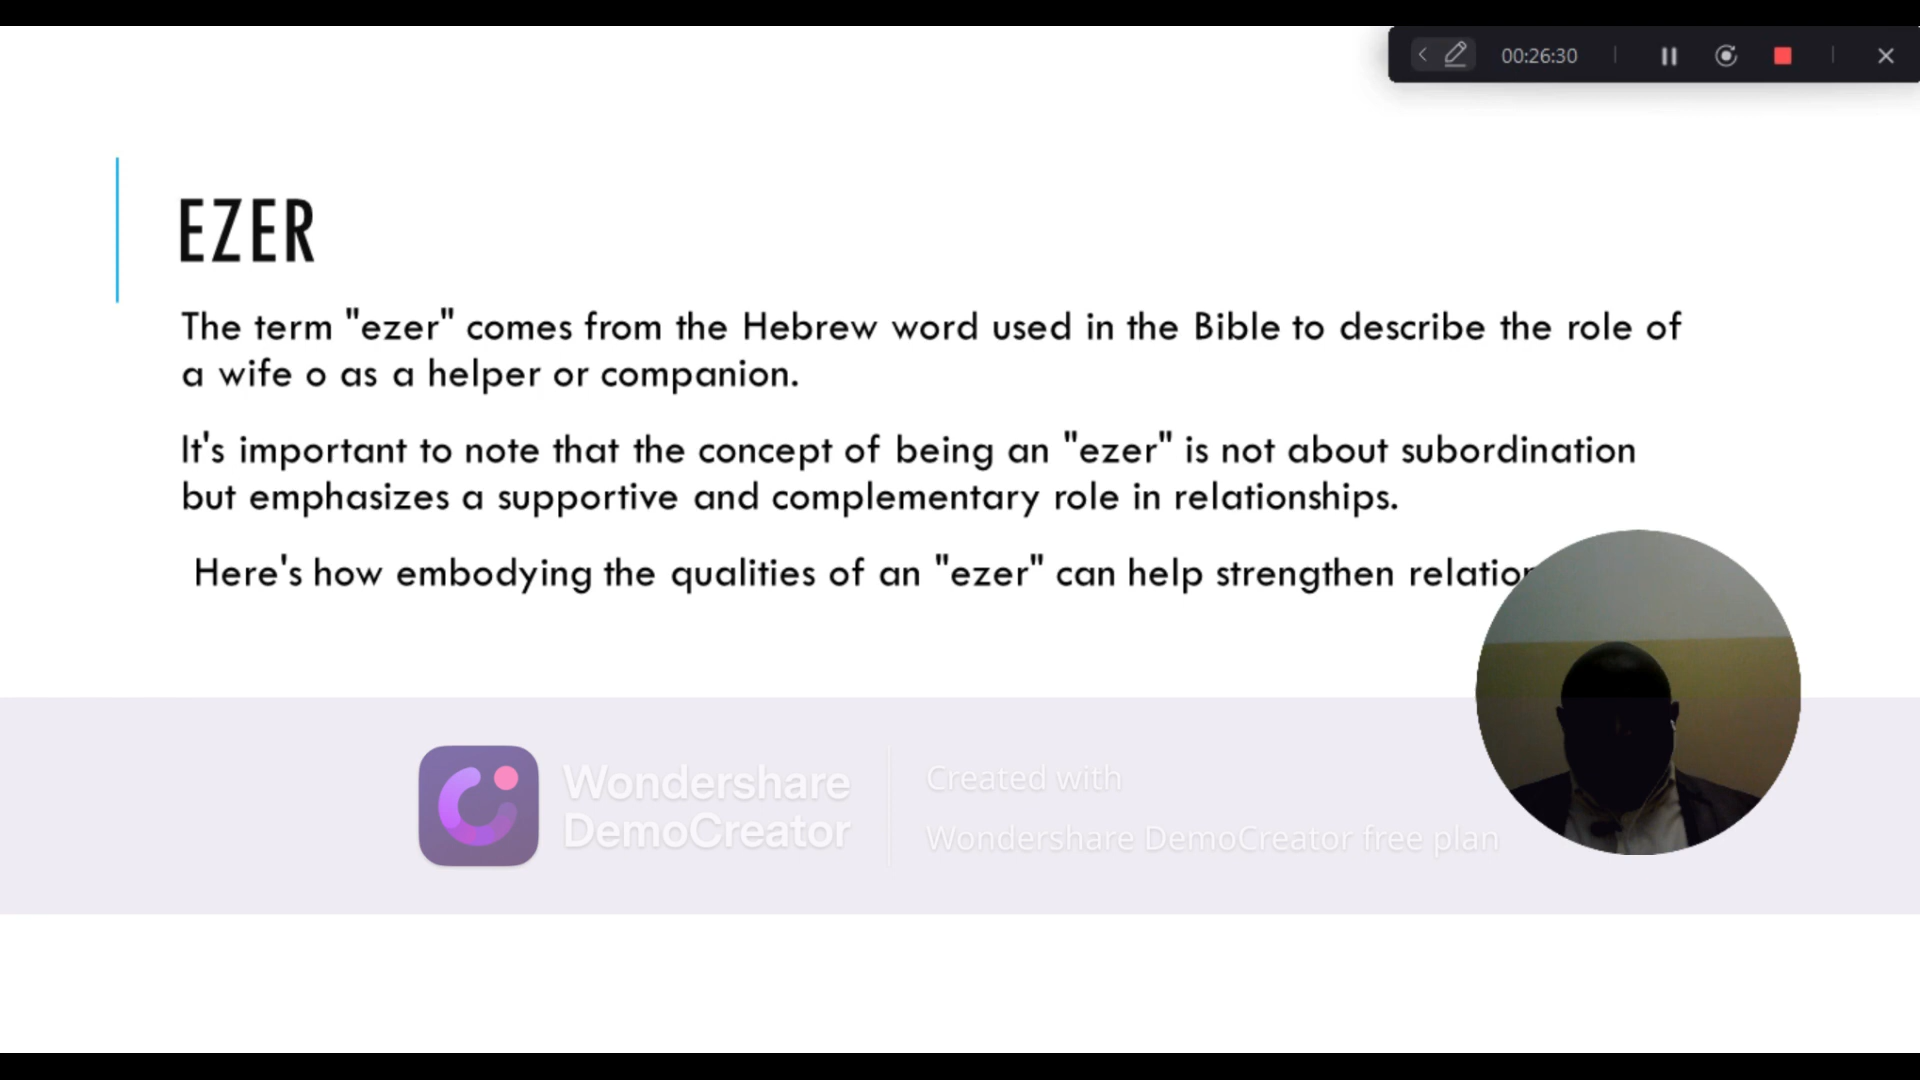 00:26:30
EZER
The term "ezer" comes from the Hebrew word used in the Bible to describe the role of
a wife o as a helper or companion.
It's important to note that the concept of being an "ezer" is not about subordination
but emphasizes a supportive and complementary role in relationships.
Here's how embodying the qualities of an "ezer" can help strengthen
Wondershare
DemoCreator
Created with
Wondershare DemoCreator free plan